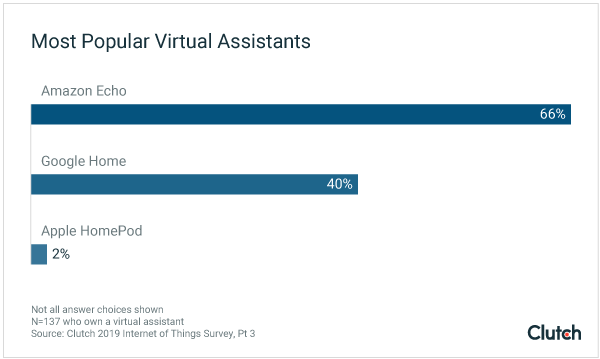 Most Popular Virtual Assistants
Amazon Echo
66%
Google Home
40%
Apple HomePod
2%
Not all answer choices shown
N=137 who own a virtual assistant
Source: Clutch 2019 Internet of Things Survey, Pt 3
Clutch